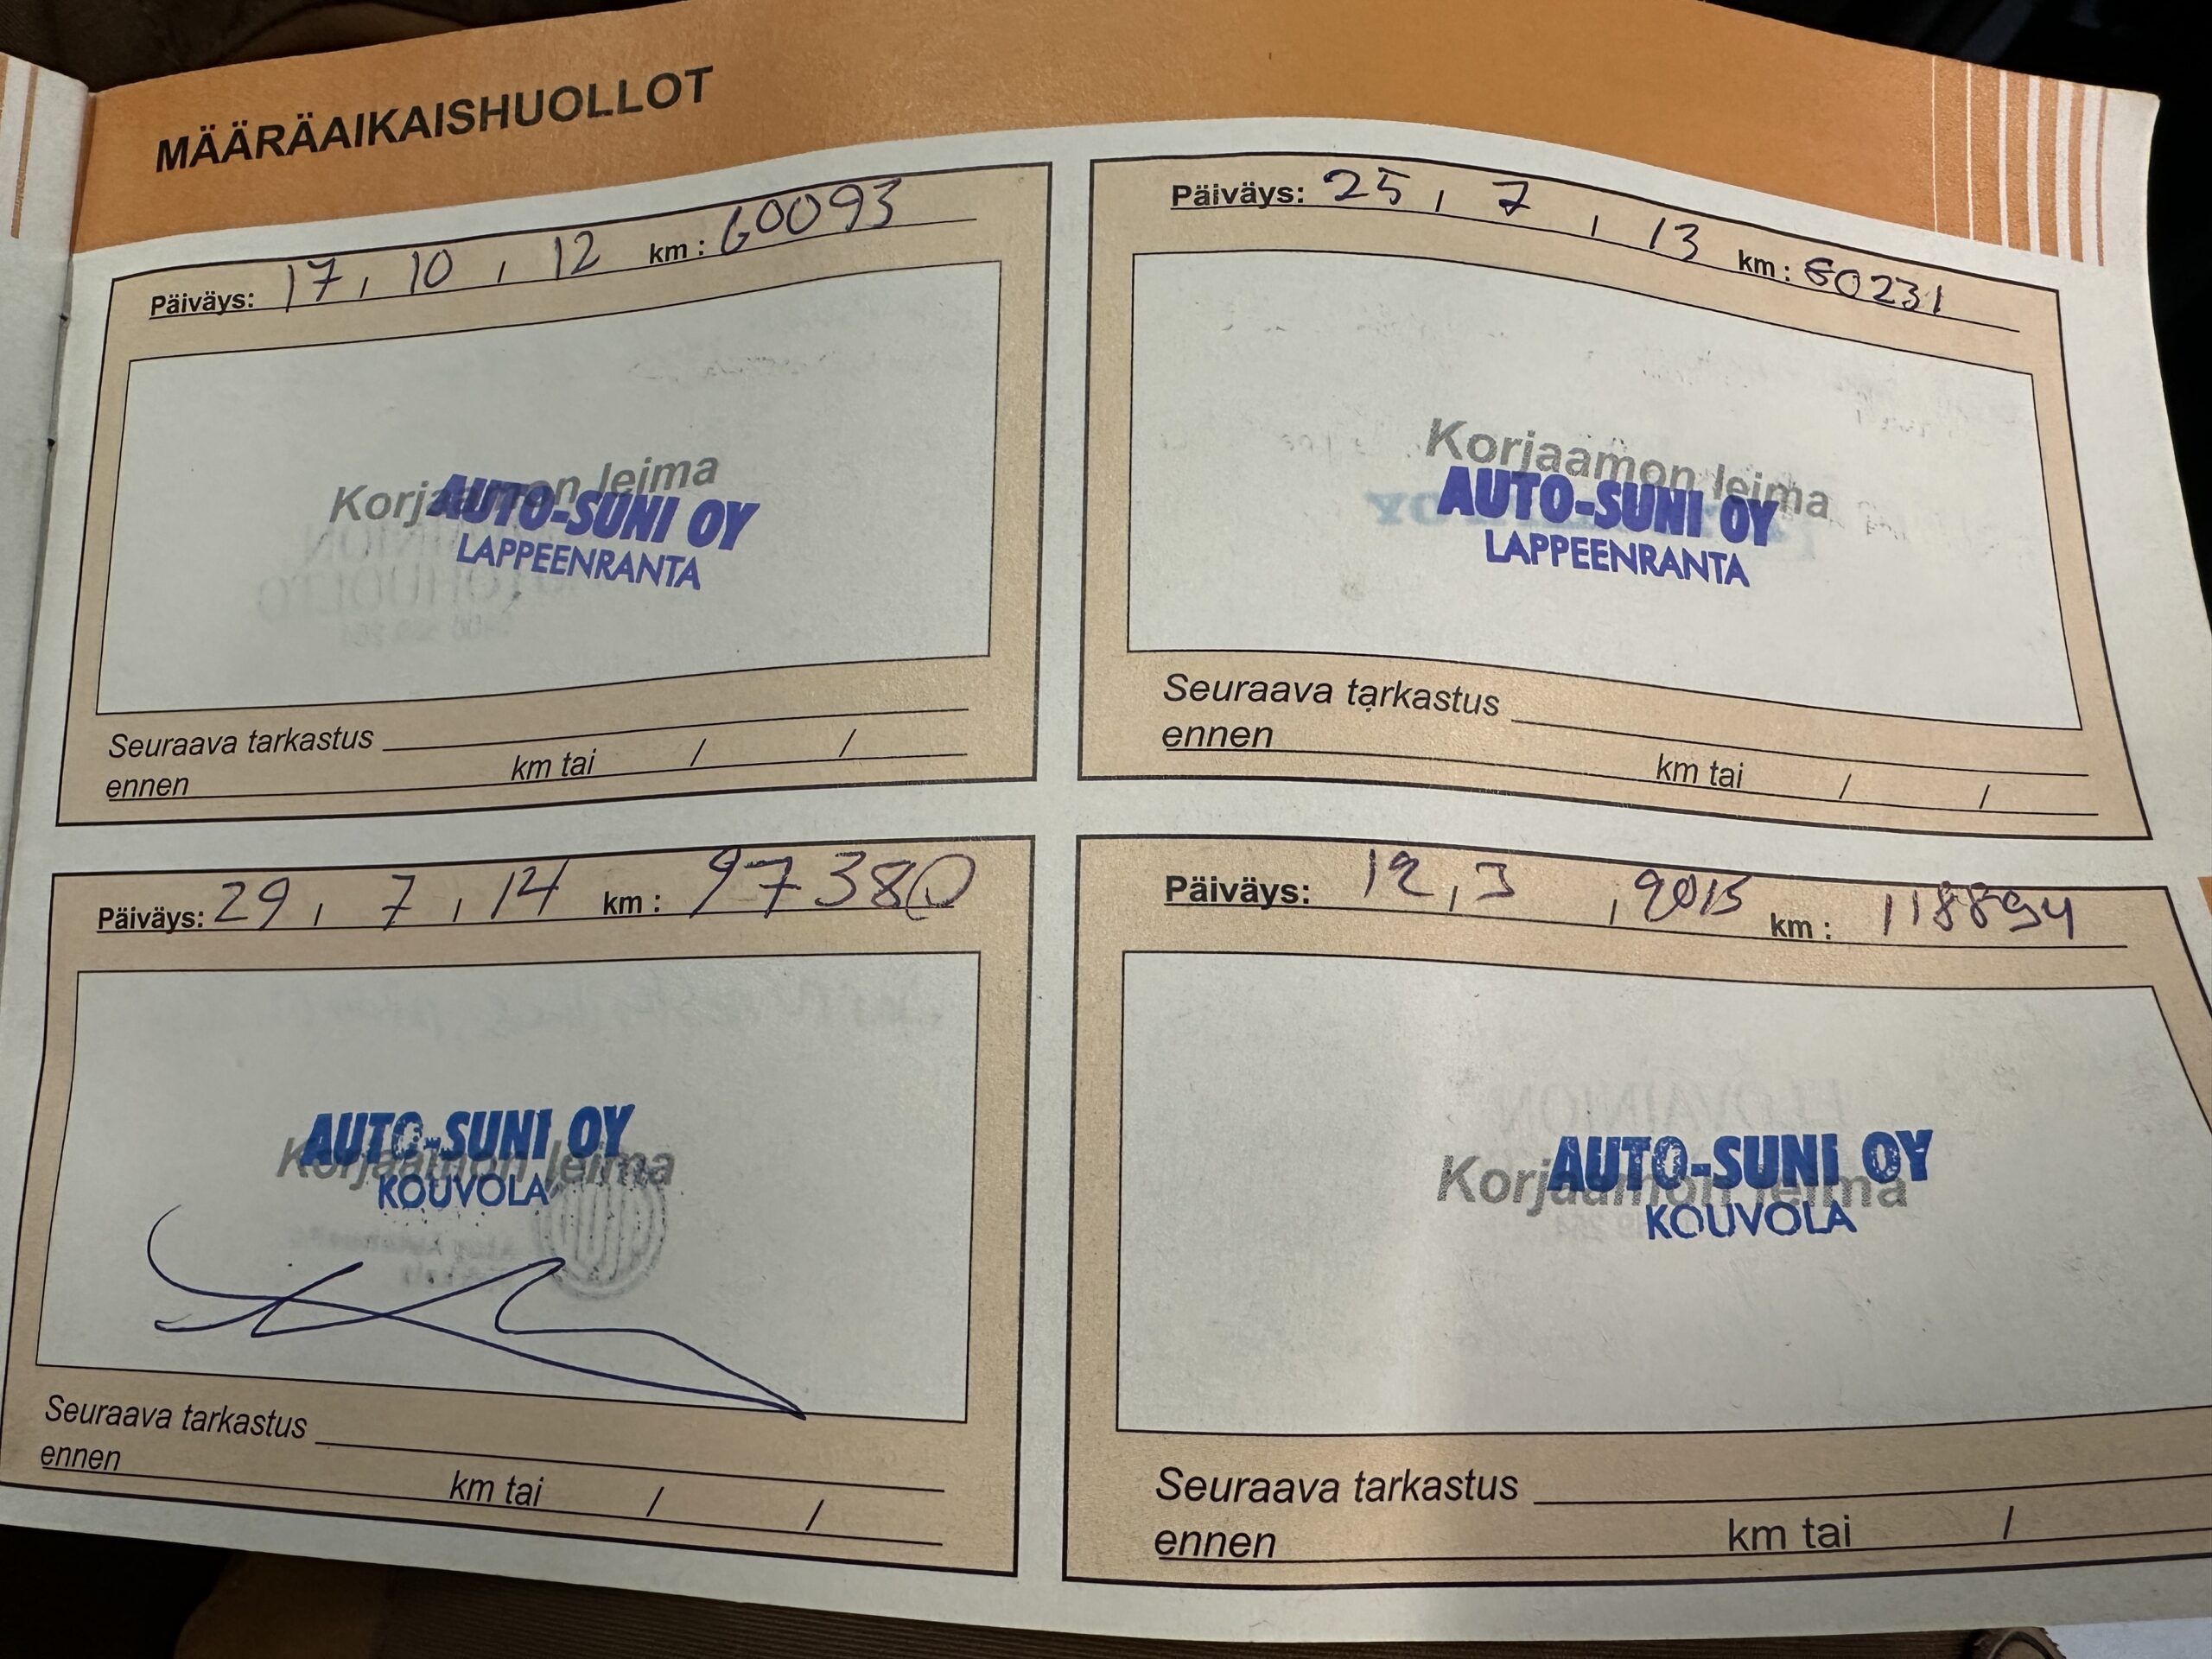 MÄÄRÄAIKAISHUOLLOT
Päiväys: 17 , 10 , 12 km : 60093
Korjaamon leima
AUTO-SUNI OY
LAPPEENRANTA
Seuraava tarkastus
ennen km tai / /
Päiväys: 25 , 7 , 13 km : 80231
Korjaamon leima
AUTO-SUNI OY
LAPPEENRANTA
Seuraava tarkastus
ennen km tai / /
Päiväys: 29 , 7 , 14 km : 97380
AUTO-SUNI OY
Korjaamon leima
KOUVOLA
Seuraava tarkastus
ennen km tai / /
Päiväys: 12 , 3 , 2015 km : 118894
AUTO-SUNI OY
Korjaamon leima
KOUVOLA
Seuraava tarkastus
ennen km tai /